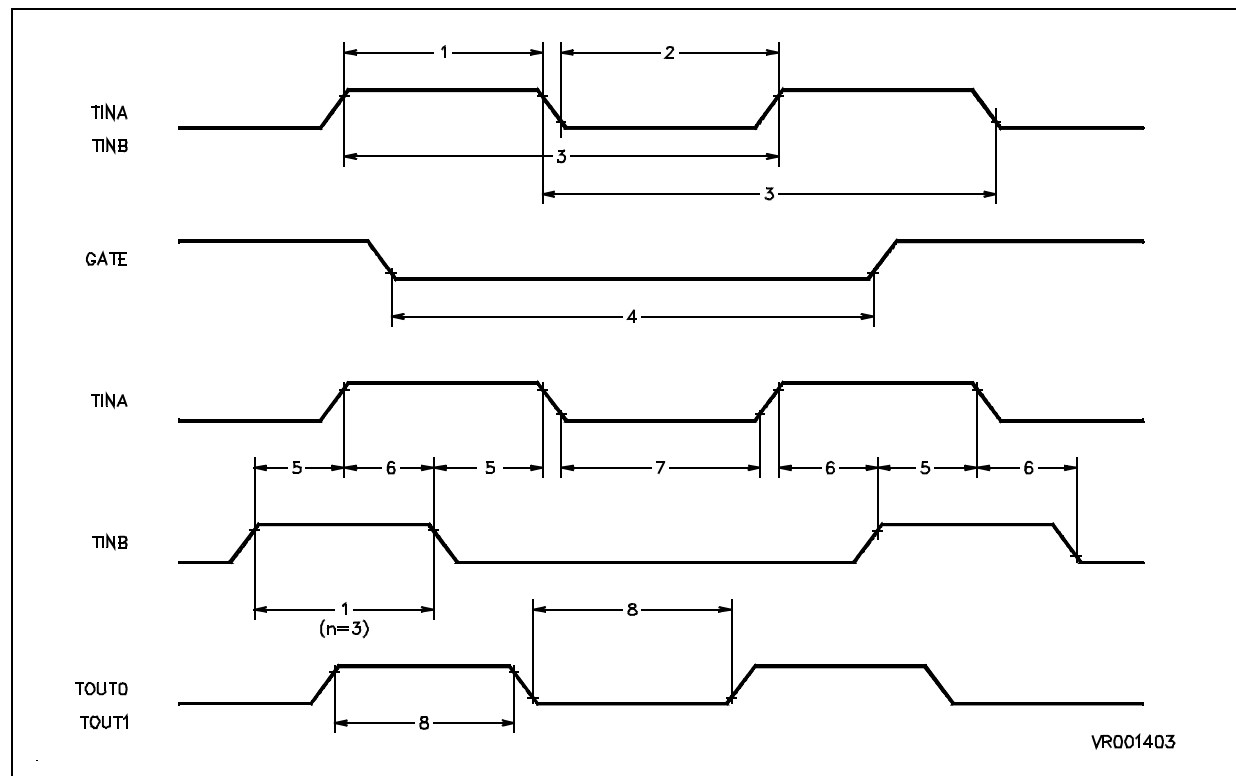 1
2
TINA
TINB
3
3
GATE
4
TINA
5 6 5 7 6 5 6
TINB
1
(n=3)
8
TOUT0
TOUT1
8
VR001403